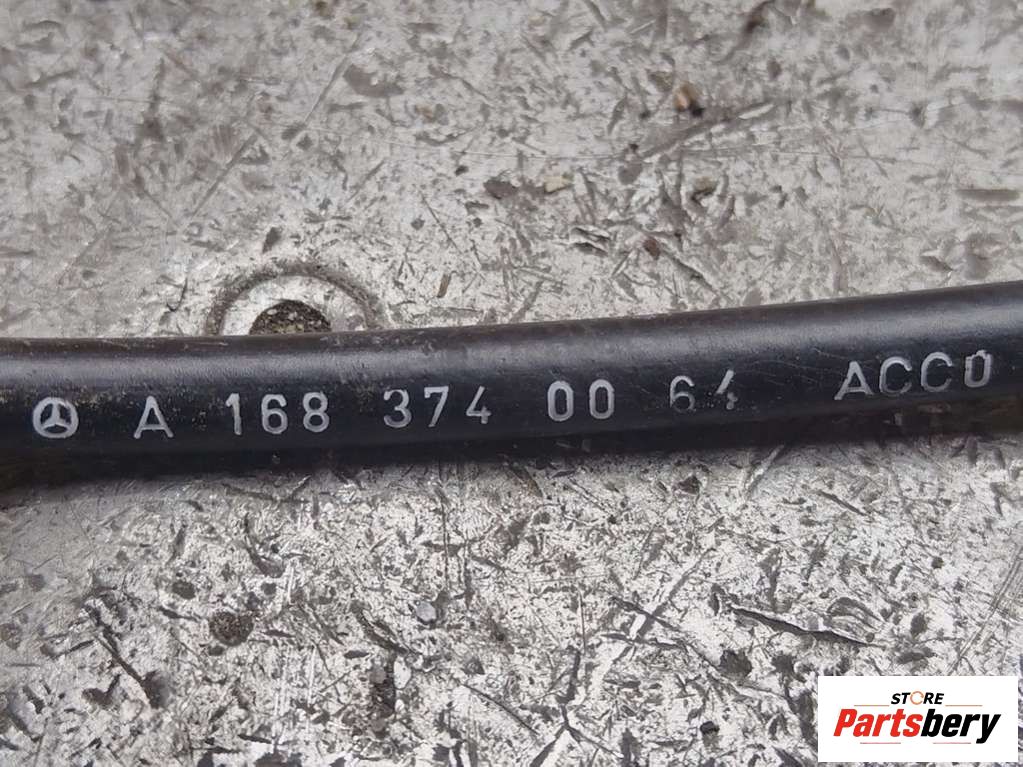 A 168 374 00 64 ACCO
STORE
Partsbery